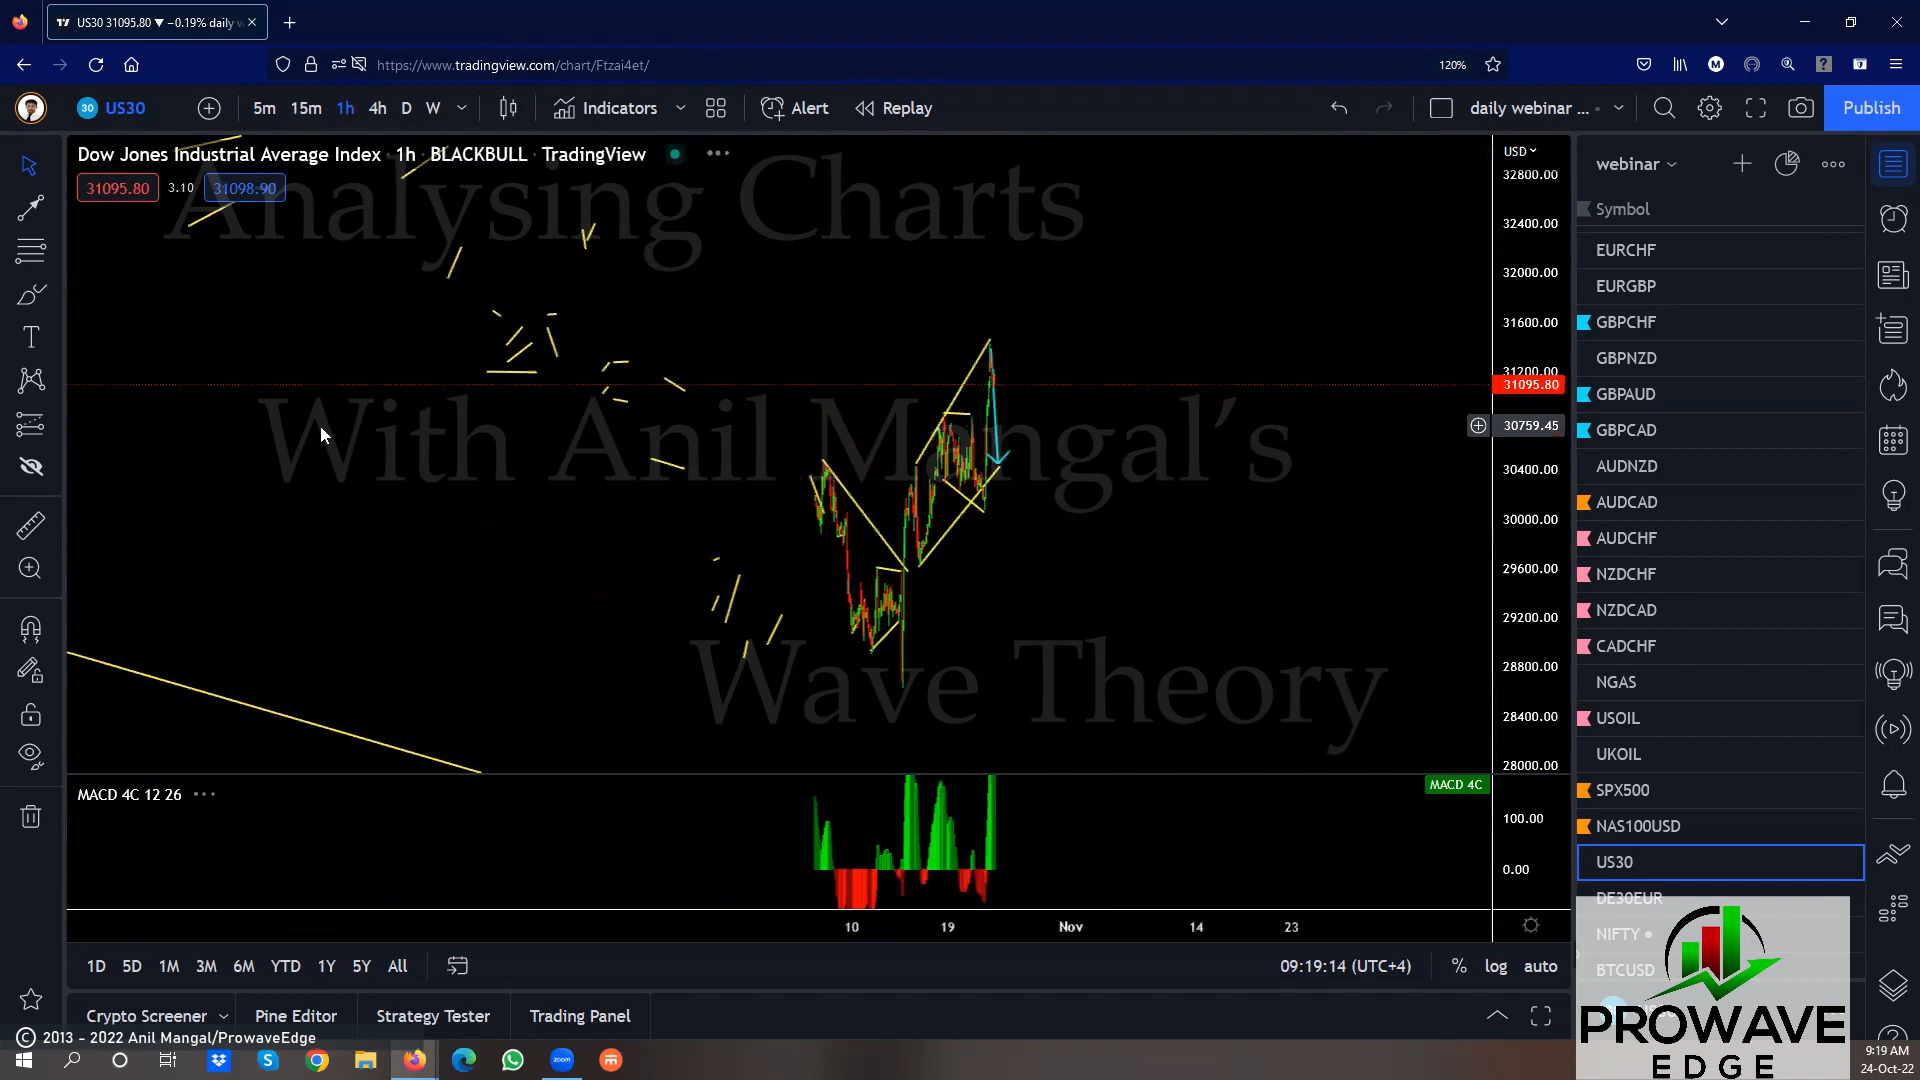 US30 31095.80 ▼ −0.19% daily w
https://www.tradingview.com/chart/Ftzai4et/
120%
30 US30
5m 15m 1h 4h D W
Indicators
Alert
Replay
daily webinar ...
Publish
Dow Jones Industrial Average Index · 1h · BLACKBULL · TradingView
31095.80 3.10 31098.90
Analysing Charts
With Anil Mangal's
Wave Theory
USD
32800.00
32400.00
32000.00
31600.00
31200.00
31095.80
30759.45
30400.00
30000.00
29600.00
29200.00
28800.00
28400.00
28000.00
MACD 4C 12 26
MACD 4C
100.00
0.00
10 19 Nov 14 23
1D 5D 1M 3M 6M YTD 1Y 5Y All
09:19:14 (UTC+4) % log auto
Crypto Screener Pine Editor Strategy Tester Trading Panel
© 2013 - 2022 Anil Mangal/ProwaveEdge
webinar
Symbol
EURCHF
EURGBP
GBPCHF
GBPNZD
GBPAUD
GBPCAD
AUDNZD
AUDCAD
AUDCHF
NZDCHF
NZDCAD
CADCHF
NGAS
USOIL
UKOIL
SPX500
NAS100USD
US30
DE30EUR
NIFTY
BTCUSD
PROWAVE
EDGE
zoom
9:19 AM
24-Oct-22